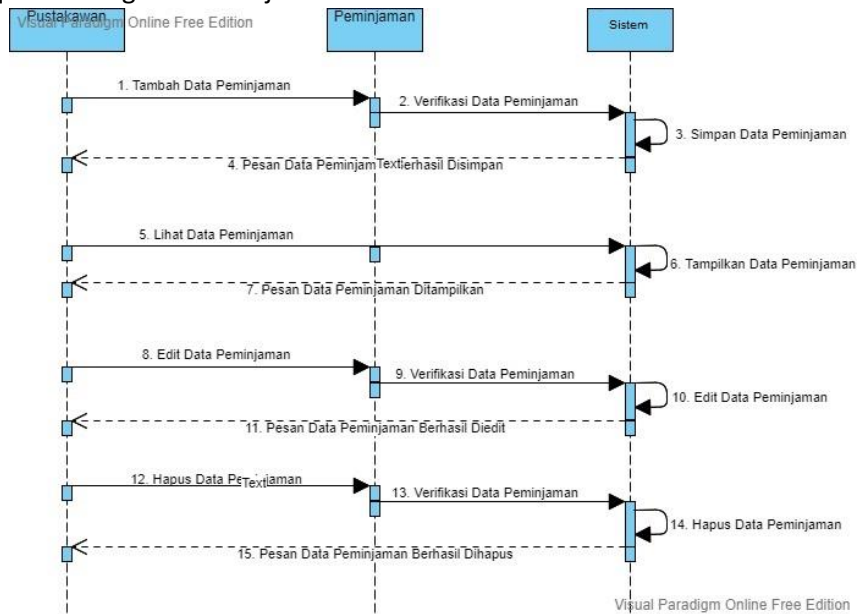 Visual Paradigm Online Free Edition
Pustakawan
Peminjaman
Sistem
1. Tambah Data Peminjaman
2. Verifikasi Data Peminjaman
3. Simpan Data Peminjaman
4. Pesan Data Peminjam
Text
erhasil Disimpan
5. Lihat Data Peminjaman
6. Tampilkan Data Peminjaman
7. Pesan Data Peminjaman Ditampilkan
8. Edit Data Peminjaman
9. Verifikasi Data Peminjaman
10. Edit Data Peminjaman
11. Pesan Data Peminjaman Berhasil Diedit
12. Hapus Data Pe
Text
jaman
13. Verifikasi Data Peminjaman
14. Hapus Data Peminjaman
15. Pesan Data Peminjaman Berhasil Dihapus
Visual Paradigm Online Free Edition